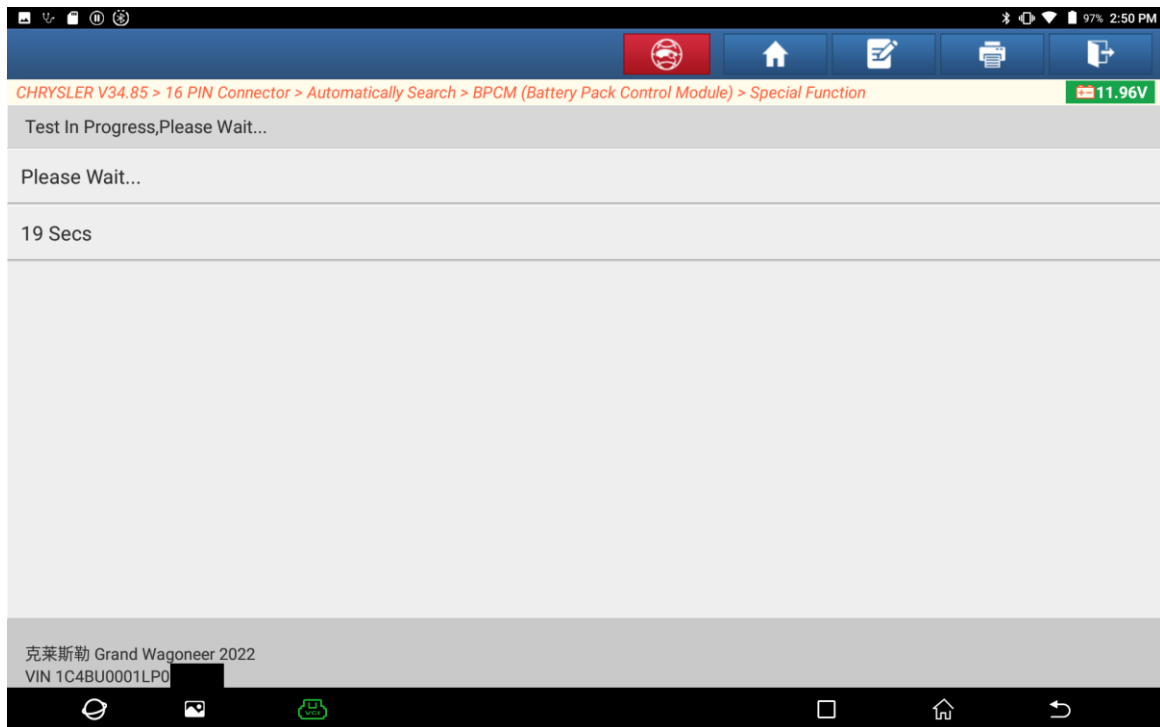 97% 2:50 PM
CHRYSLER V34.85 > 16 PIN Connector > Automatically Search > BPCM (Battery Pack Control Module) > Special Function
11.96V
Test In Progress,Please Wait...
Please Wait...
19 Secs
克莱斯勒 Grand Wagoneer 2022
VIN 1C4BU0001LP0
VCI